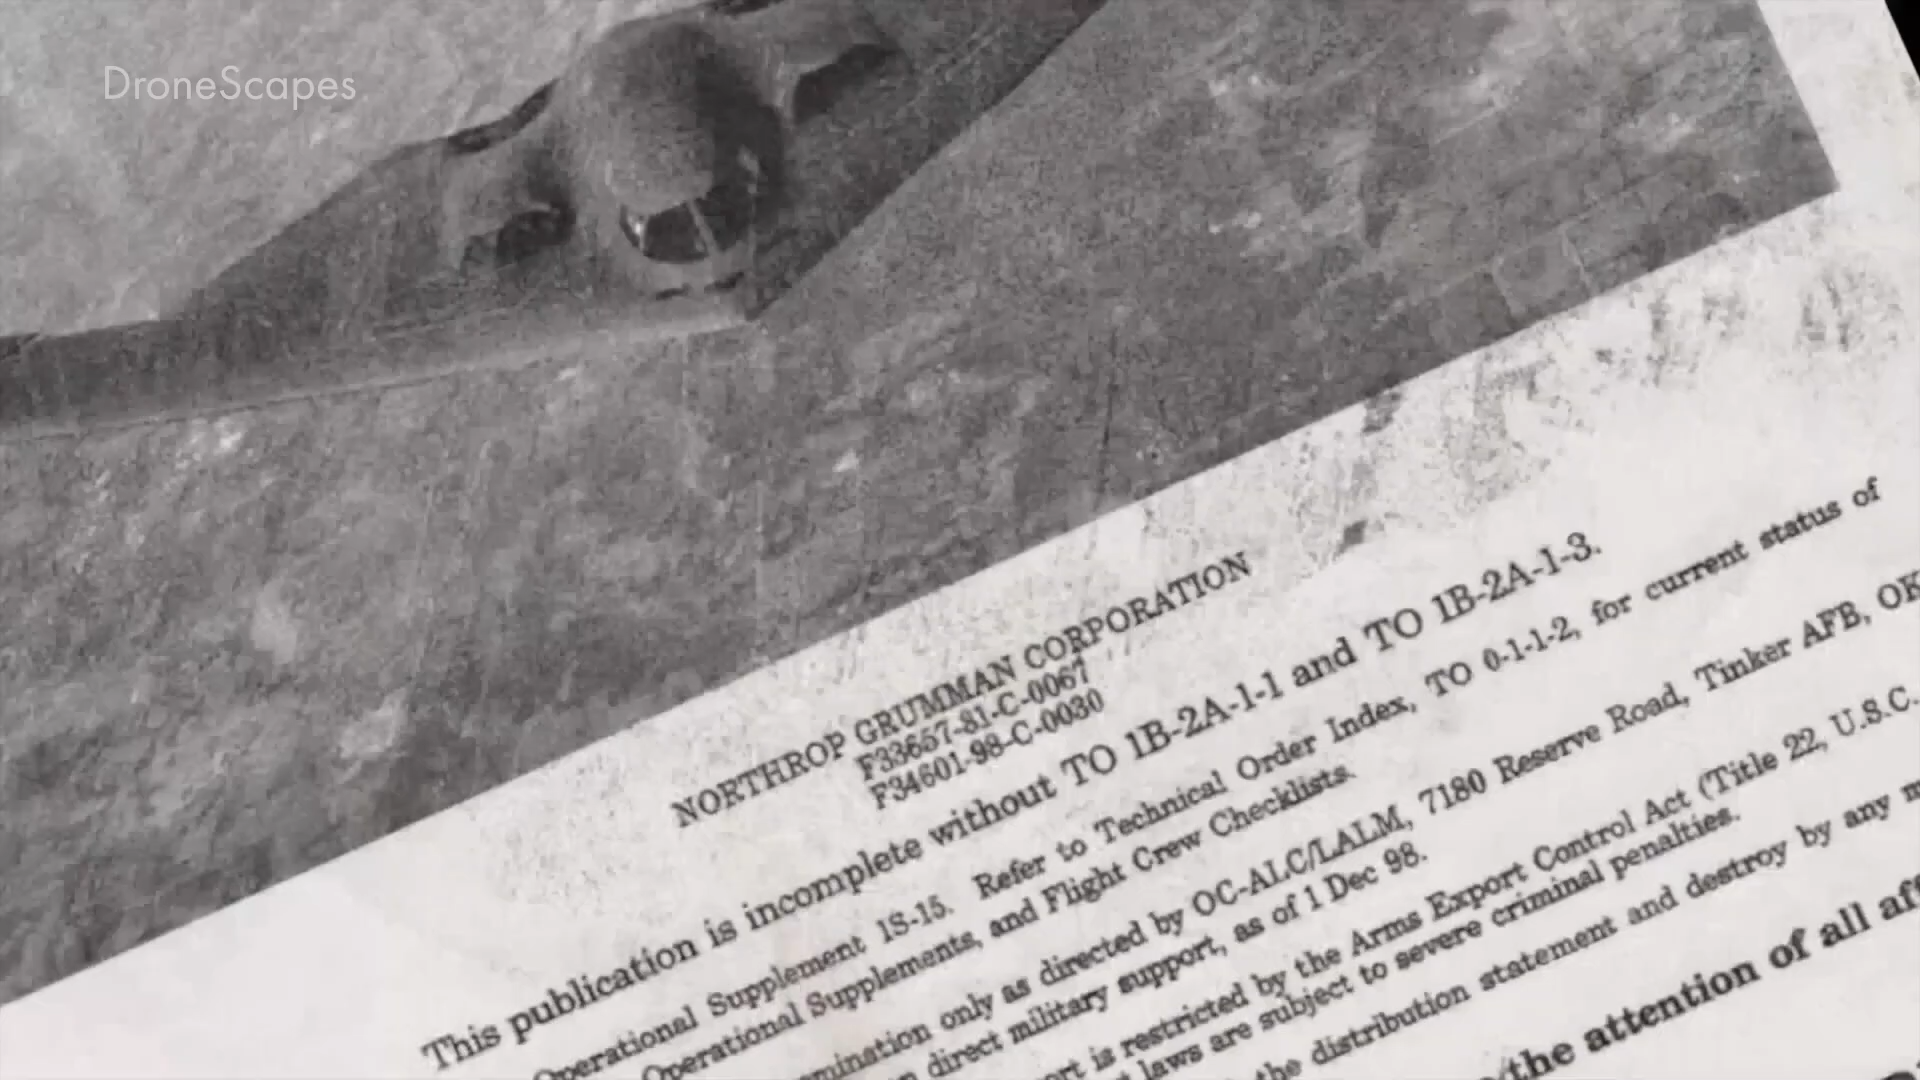 DroneScapes
NORTHROP GRUMMAN CORPORATION
F33657-81-C-0067
F34601-98-C-0030
This publication is incomplete without TO 1B-2A-1-1 and TO 1B-2A-1-3.
Operational Supplement 1S-15. Refer to Technical Order Index, TO 0-1-1-2, for current status of
Operational Supplements, and Flight Crew Checklists.
only as directed by OC-ALC/LALM, 7180 Reserve Road, Tinker AFB, OK
direct military support, as of 1 Dec 98.
is restricted by the Arms Export Control Act (Title 22, U.S.C.
laws are subject to severe criminal penalties.
the distribution statement and destroy by any
the attention of all